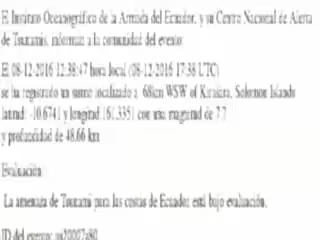 El Instituto Oceanográfico de la Armada del Ecuador, y su Centro Nacional de Alerta
de Tsunamis, informan a la comunidad del evento:
El 08-12-2016 12:38:47 hora local (08-12-2016 17:38 UTC)
se ha registrado un sismo localizado a 68km WSW of Kirakira, Solomon Islands
latitud: -10.6741 y longitud 161.3351 con una magnitud de 7.7
y profundidad de 48.66 km
Evaluación:
La amenaza de Tsunami para las costas de Ecuador está bajo evaluación.
ID del evento: